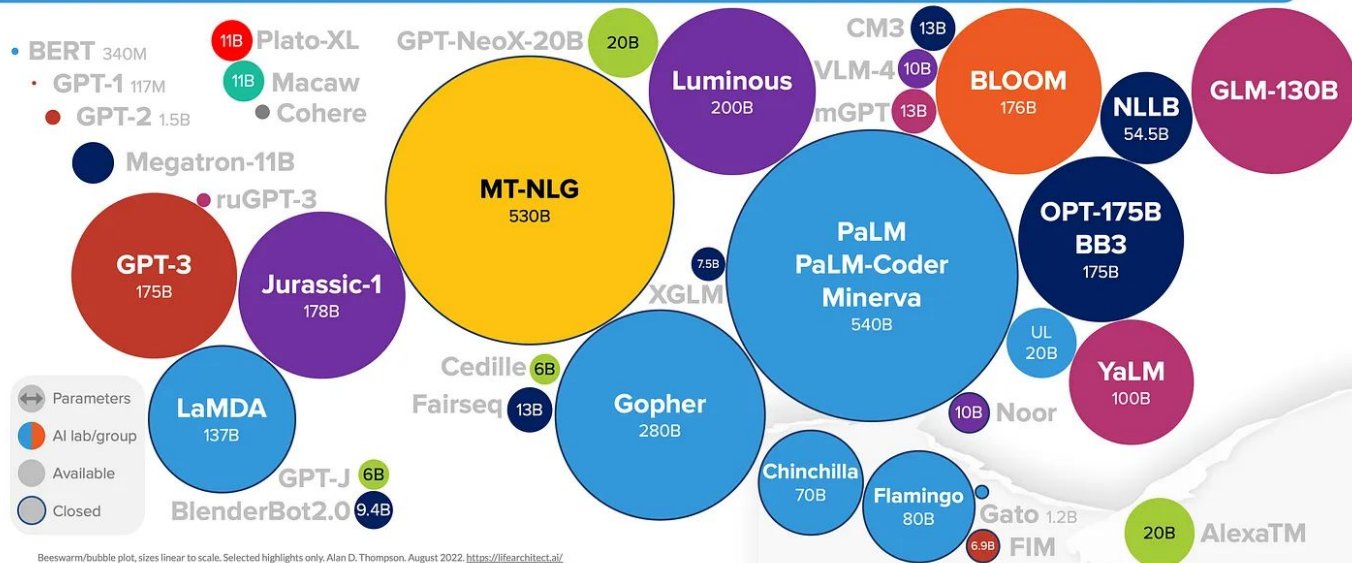 BERT 340M
GPT-1 117M
GPT-2 1.5B
Megatron-11B
11B Plato-XL
11B Macaw
Cohere
ruGPT-3
GPT-3
175B
Jurassic-1
178B
LaMDA
137B
GPT-NeoX-20B 20B
MT-NLG
530B
Luminous
200B
CM3 13B
VLM-4 10B
mGPT 13B
BLOOM
176B
NLLB
54.5B
GLM-130B
OPT-175B
BB3
175B
PaLM
PaLM-Coder
Minerva
540B
7.5B
XGLM
UL
20B
YaLM
100B
Cedille 6B
Fairseq 13B
Gopher
280B
10B Noor
Chinchilla
70B
Flamingo
80B
Gato 1.2B
6.9B FIM
20B AlexaTM
GPT-J 6B
BlenderBot2.0 9.4B
Parameters
AI lab/group
Available
Closed
Beeswarm/bubble plot, sizes linear to scale. Selected highlights only. Alan D. Thompson. August 2022. https://lifearchitect.ai/